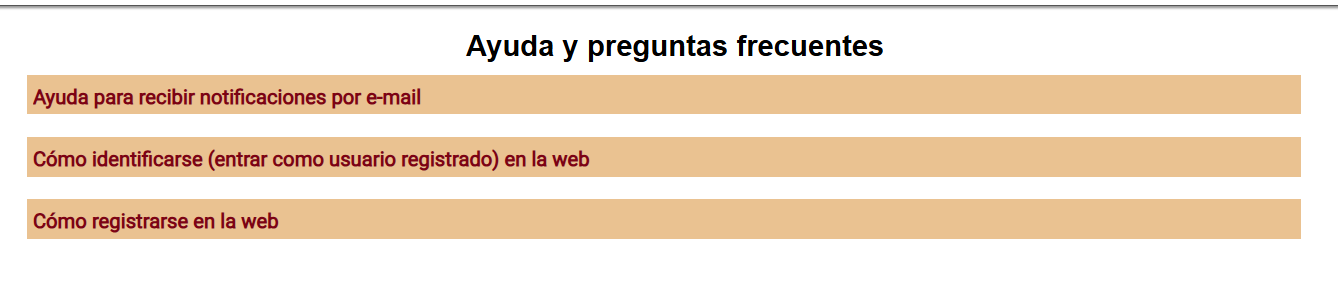 Ayuda y preguntas frecuentes
Ayuda para recibir notificaciones por e-mail
Cómo identificarse (entrar como usuario registrado) en la web
Cómo registrarse en la web